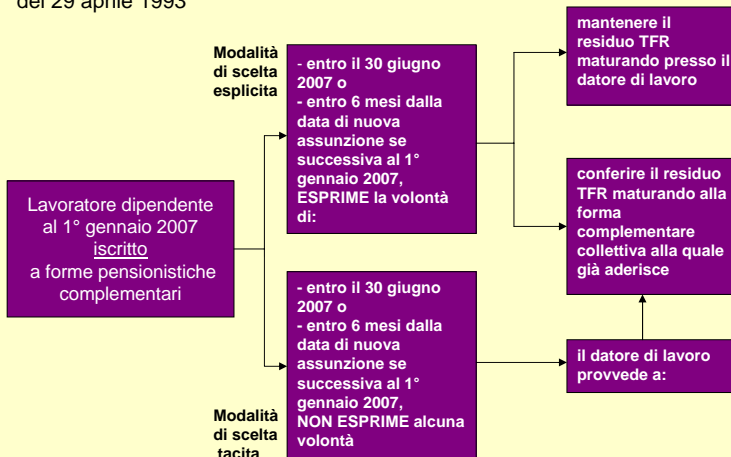 del 29 aprile 1993
Modalità
di scelta
esplicita
- entro il 30 giugno
2007 o
- entro 6 mesi dalla
data di nuova
assunzione se
successiva al 1°
gennaio 2007,
ESPRIME la volontà
di:
mantenere il
residuo TFR
maturando presso il
datore di lavoro
conferire il residuo
TFR maturando alla
forma
complementare
collettiva alla quale
già aderisce
Lavoratore dipendente
al 1° gennaio 2007
iscritto
a forme pensionistiche
complementari
- entro il 30 giugno
2007 o
- entro 6 mesi dalla
data di nuova
assunzione se
successiva al 1°
gennaio 2007,
NON ESPRIME alcuna
volontà
il datore di lavoro
provvede a:
Modalità
di scelta
tacita